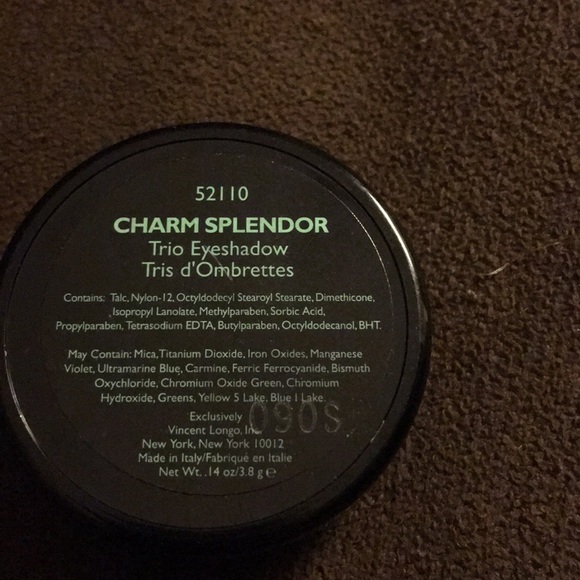 52110
CHARM SPLENDOR
Trio Eyeshadow
Tris d'Ombrettes
Contains: Talc, Nylon-12, Octyldodecyl Stearoyl Stearate, Dimethicone,
Isopropyl Lanolate, Methylparaben, Sorbic Acid,
Propylparaben, Tetrasodium EDTA, Butylparaben, Octyldodecanol, BHT.
May Contain: Mica, Titanium Dioxide, Iron Oxides, Manganese
Violet, Ultramarine Blue, Carmine, Ferric Ferrocyanide, Bismuth
Oxychloride, Chromium Oxide Green, Chromium
Hydroxide, Greens, Yellow 5 Lake, Blue 1 Lake.
Exclusively
Vincent Longo, Inc.
New York, New York 10012
Made in Italy/Fabriqué en Italie
Net Wt. .14 oz/3.8 g e